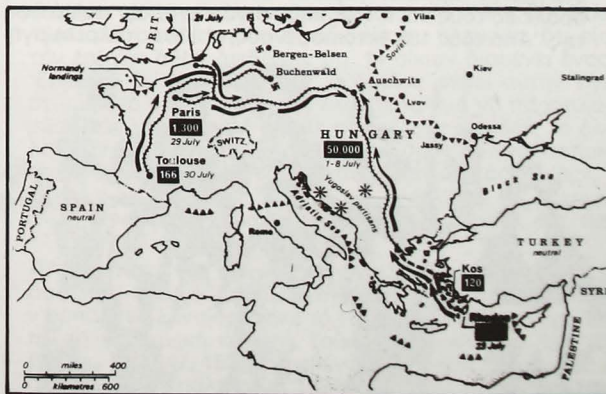 21 July
Vilna
BRIT
Bergen-Belsen
Buchenwald
Soviet
Normandy
landings
Auschwitz
Kiev
Stalingrad
Lvov
Paris
1,300
29 July
SWITZ.
HUNGARY
50,000
1-8 July
Jassy
Odessa
Toulouse
166
30 July
Yugoslav partisans
Black Sea
PORTUGAL
SPAIN
neutral
Adriatic Sea
Rome
TURKEY
neutral
Kos
120
SYR
23 July
PALESTINE
0 miles 400
0 kilometres 600